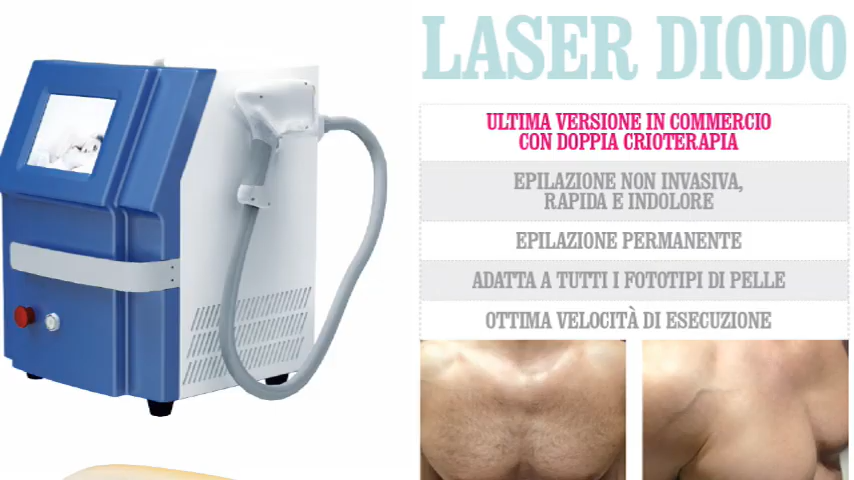 LASER DIODO
ULTIMA VERSIONE IN COMMERCIO
CON DOPPIA CRIOTERAPIA
EPILAZIONE NON INVASIVA,
RAPIDA E INDOLORE
EPILAZIONE PERMANENTE
ADATTA A TUTTI I FOTOTIPI DI PELLE
OTTIMA VELOCITÀ DI ESECUZIONE